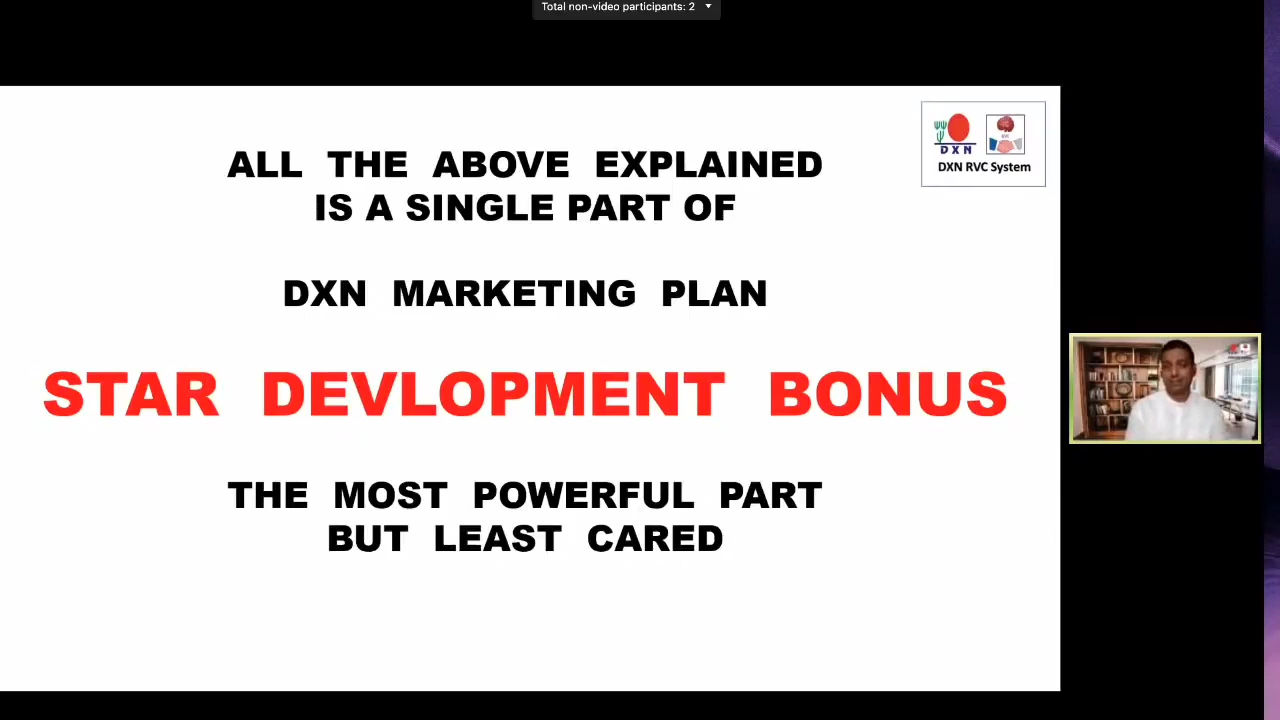 Total non-video participants: 2
ALL THE ABOVE EXPLAINED
IS A SINGLE PART OF
DXN MARKETING PLAN
STAR DEVLOPMENT BONUS
THE MOST POWERFUL PART
BUT LEAST CARED
DXN
DXN RVC System